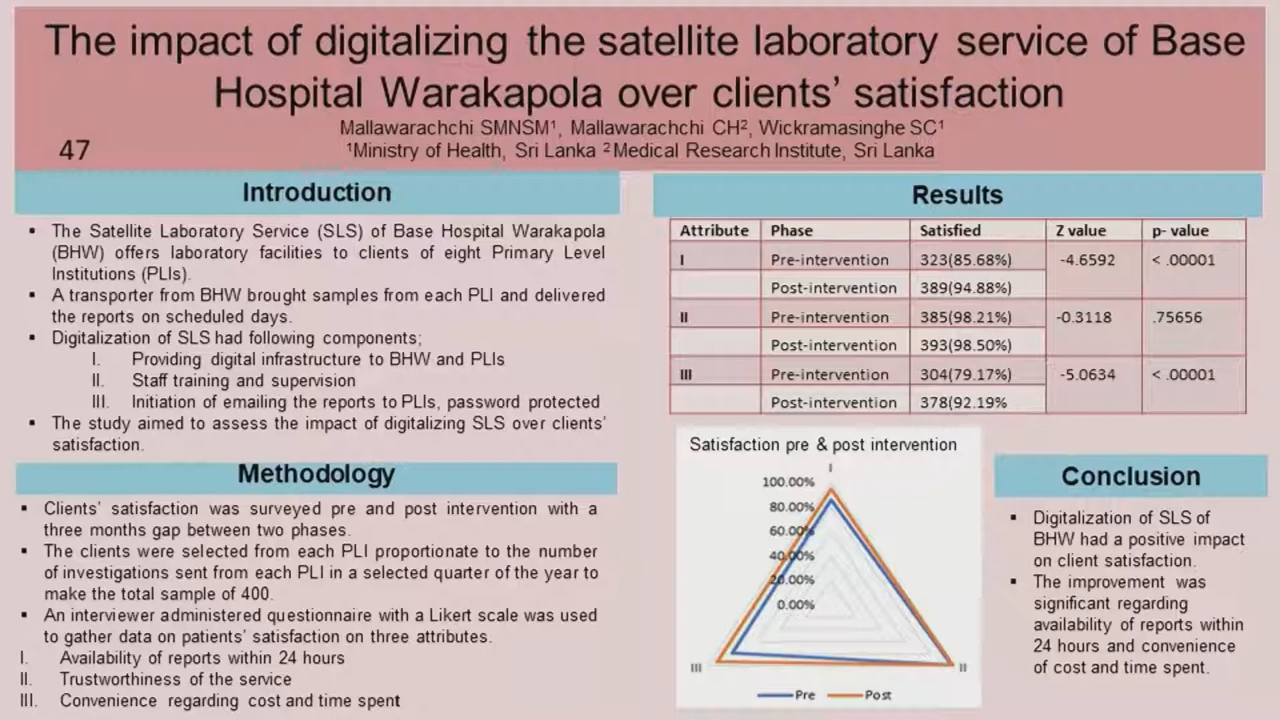 The impact of digitalizing the satellite laboratory service of Base
Hospital Warakapola over clients' satisfaction
Mallawarachchi SMNSM¹, Mallawarachchi CH², Wickramasinghe SC¹
47
¹Ministry of Health, Sri Lanka ²Medical Research Institute, Sri Lanka
Introduction
▪ The Satellite Laboratory Service (SLS) of Base Hospital Warakapola
(BHW) offers laboratory facilities to clients of eight Primary Level
Institutions (PLIs).
▪ A transporter from BHW brought samples from each PLI and delivered
the reports on scheduled days.
▪ Digitalization of SLS had following components;
I. Providing digital infrastructure to BHW and PLIs
II. Staff training and supervision
III. Initiation of emailing the reports to PLIs, password protected
▪ The study aimed to assess the impact of digitalizing SLS over clients'
satisfaction.
Methodology
▪ Clients' satisfaction was surveyed pre and post intervention with a
three months gap between two phases.
▪ The clients were selected from each PLI proportionate to the number
of investigations sent from each PLI in a selected quarter of the year to
make the total sample of 400.
▪ An interviewer administered questionnaire with a Likert scale was used
to gather data on patients' satisfaction on three attributes.
I. Availability of reports within 24 hours
II. Trustworthiness of the service
III. Convenience regarding cost and time spent
Results
Attribute Phase Satisfied Z value p- value
I Pre-intervention 323(85.68%) -4.6592 < .00001
Post-intervention 389(94.88%)
II Pre-intervention 385(98.21%) -0.3118 .75656
Post-intervention 393(98.50%)
III Pre-intervention 304(79.17%) -5.0634 < .00001
Post-intervention 378(92.19%
Satisfaction pre & post intervention
I
100.00%
80.00%
60.00%
40.00%
20.00%
0.00%
III II
Pre Post
Conclusion
▪ Digitalization of SLS of
BHW had a positive impact
on client satisfaction.
▪ The improvement was
significant regarding
availability of reports within
24 hours and convenience
of cost and time spent.